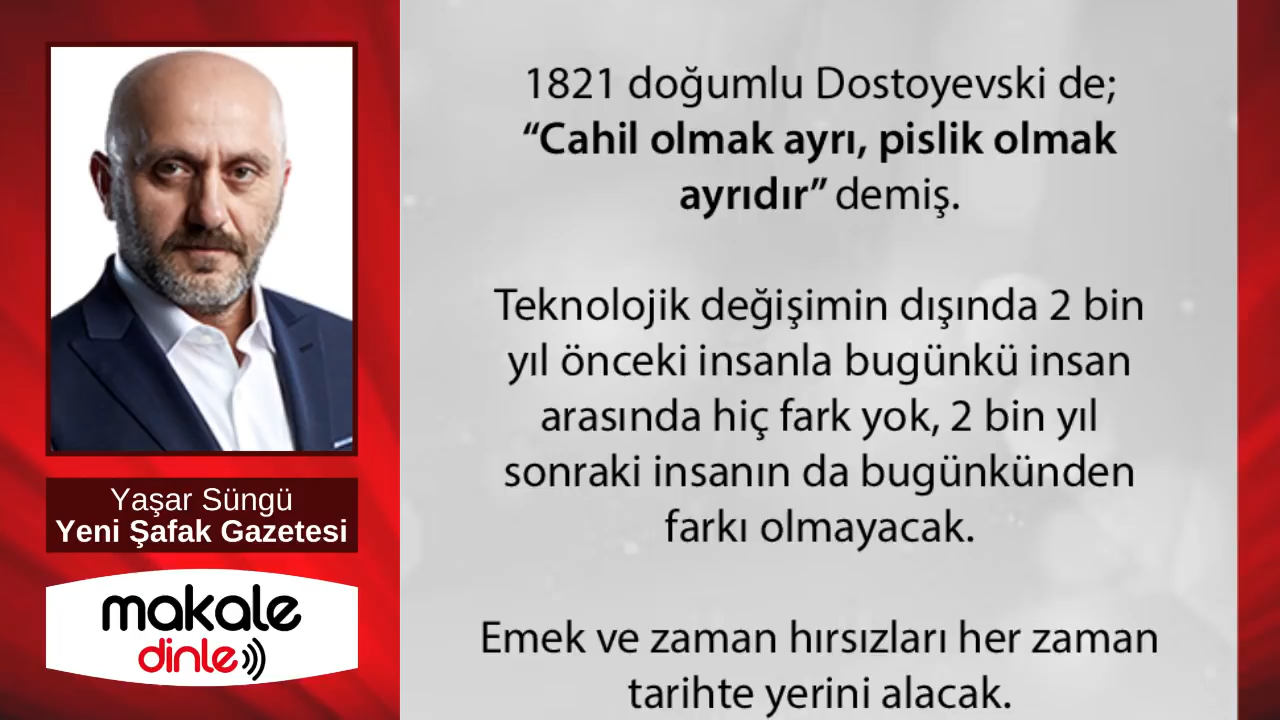 1821 doğumlu Dostoyevski de;
“Cahil olmak ayrı, pislik olmak
ayrıdır” demiş.
Teknolojik değişimin dışında 2 bin
yıl önceki insanla bugünkü insan
arasında hiç fark yok, 2 bin yıl
sonraki insanın da bugünkünden
farkı olmayacak.
Emek ve zaman hırsızları her zaman
tarihte yerini alacak.
Yaşar Süngü
Yeni Şafak Gazetesi
makale
dinle